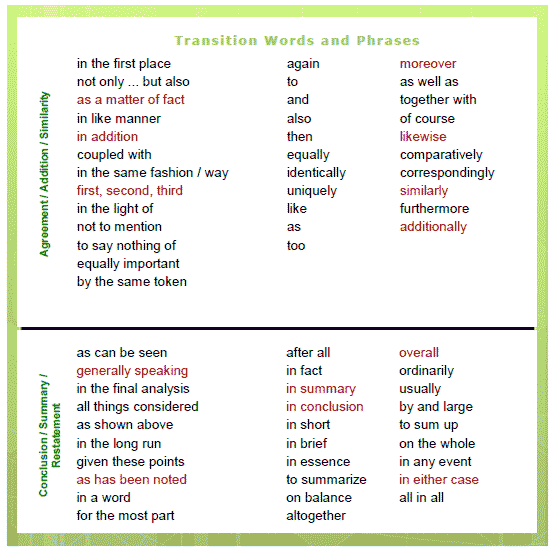 Transition Words and Phrases
Agreement / Addition / Similarity
in the first place
not only ... but also
as a matter of fact
in like manner
in addition
coupled with
in the same fashion / way
first, second, third
in the light of
not to mention
to say nothing of
equally important
by the same token
again
to
and
also
then
equally
identically
uniquely
like
as
too
moreover
as well as
together with
of course
likewise
comparatively
correspondingly
similarly
furthermore
additionally
Conclusion / Summary /
Restatement
as can be seen
generally speaking
in the final analysis
all things considered
as shown above
in the long run
given these points
as has been noted
in a word
for the most part
after all
in fact
in summary
in conclusion
in short
in brief
in essence
to summarize
on balance
altogether
overall
ordinarily
usually
by and large
to sum up
on the whole
in any event
in either case
all in all